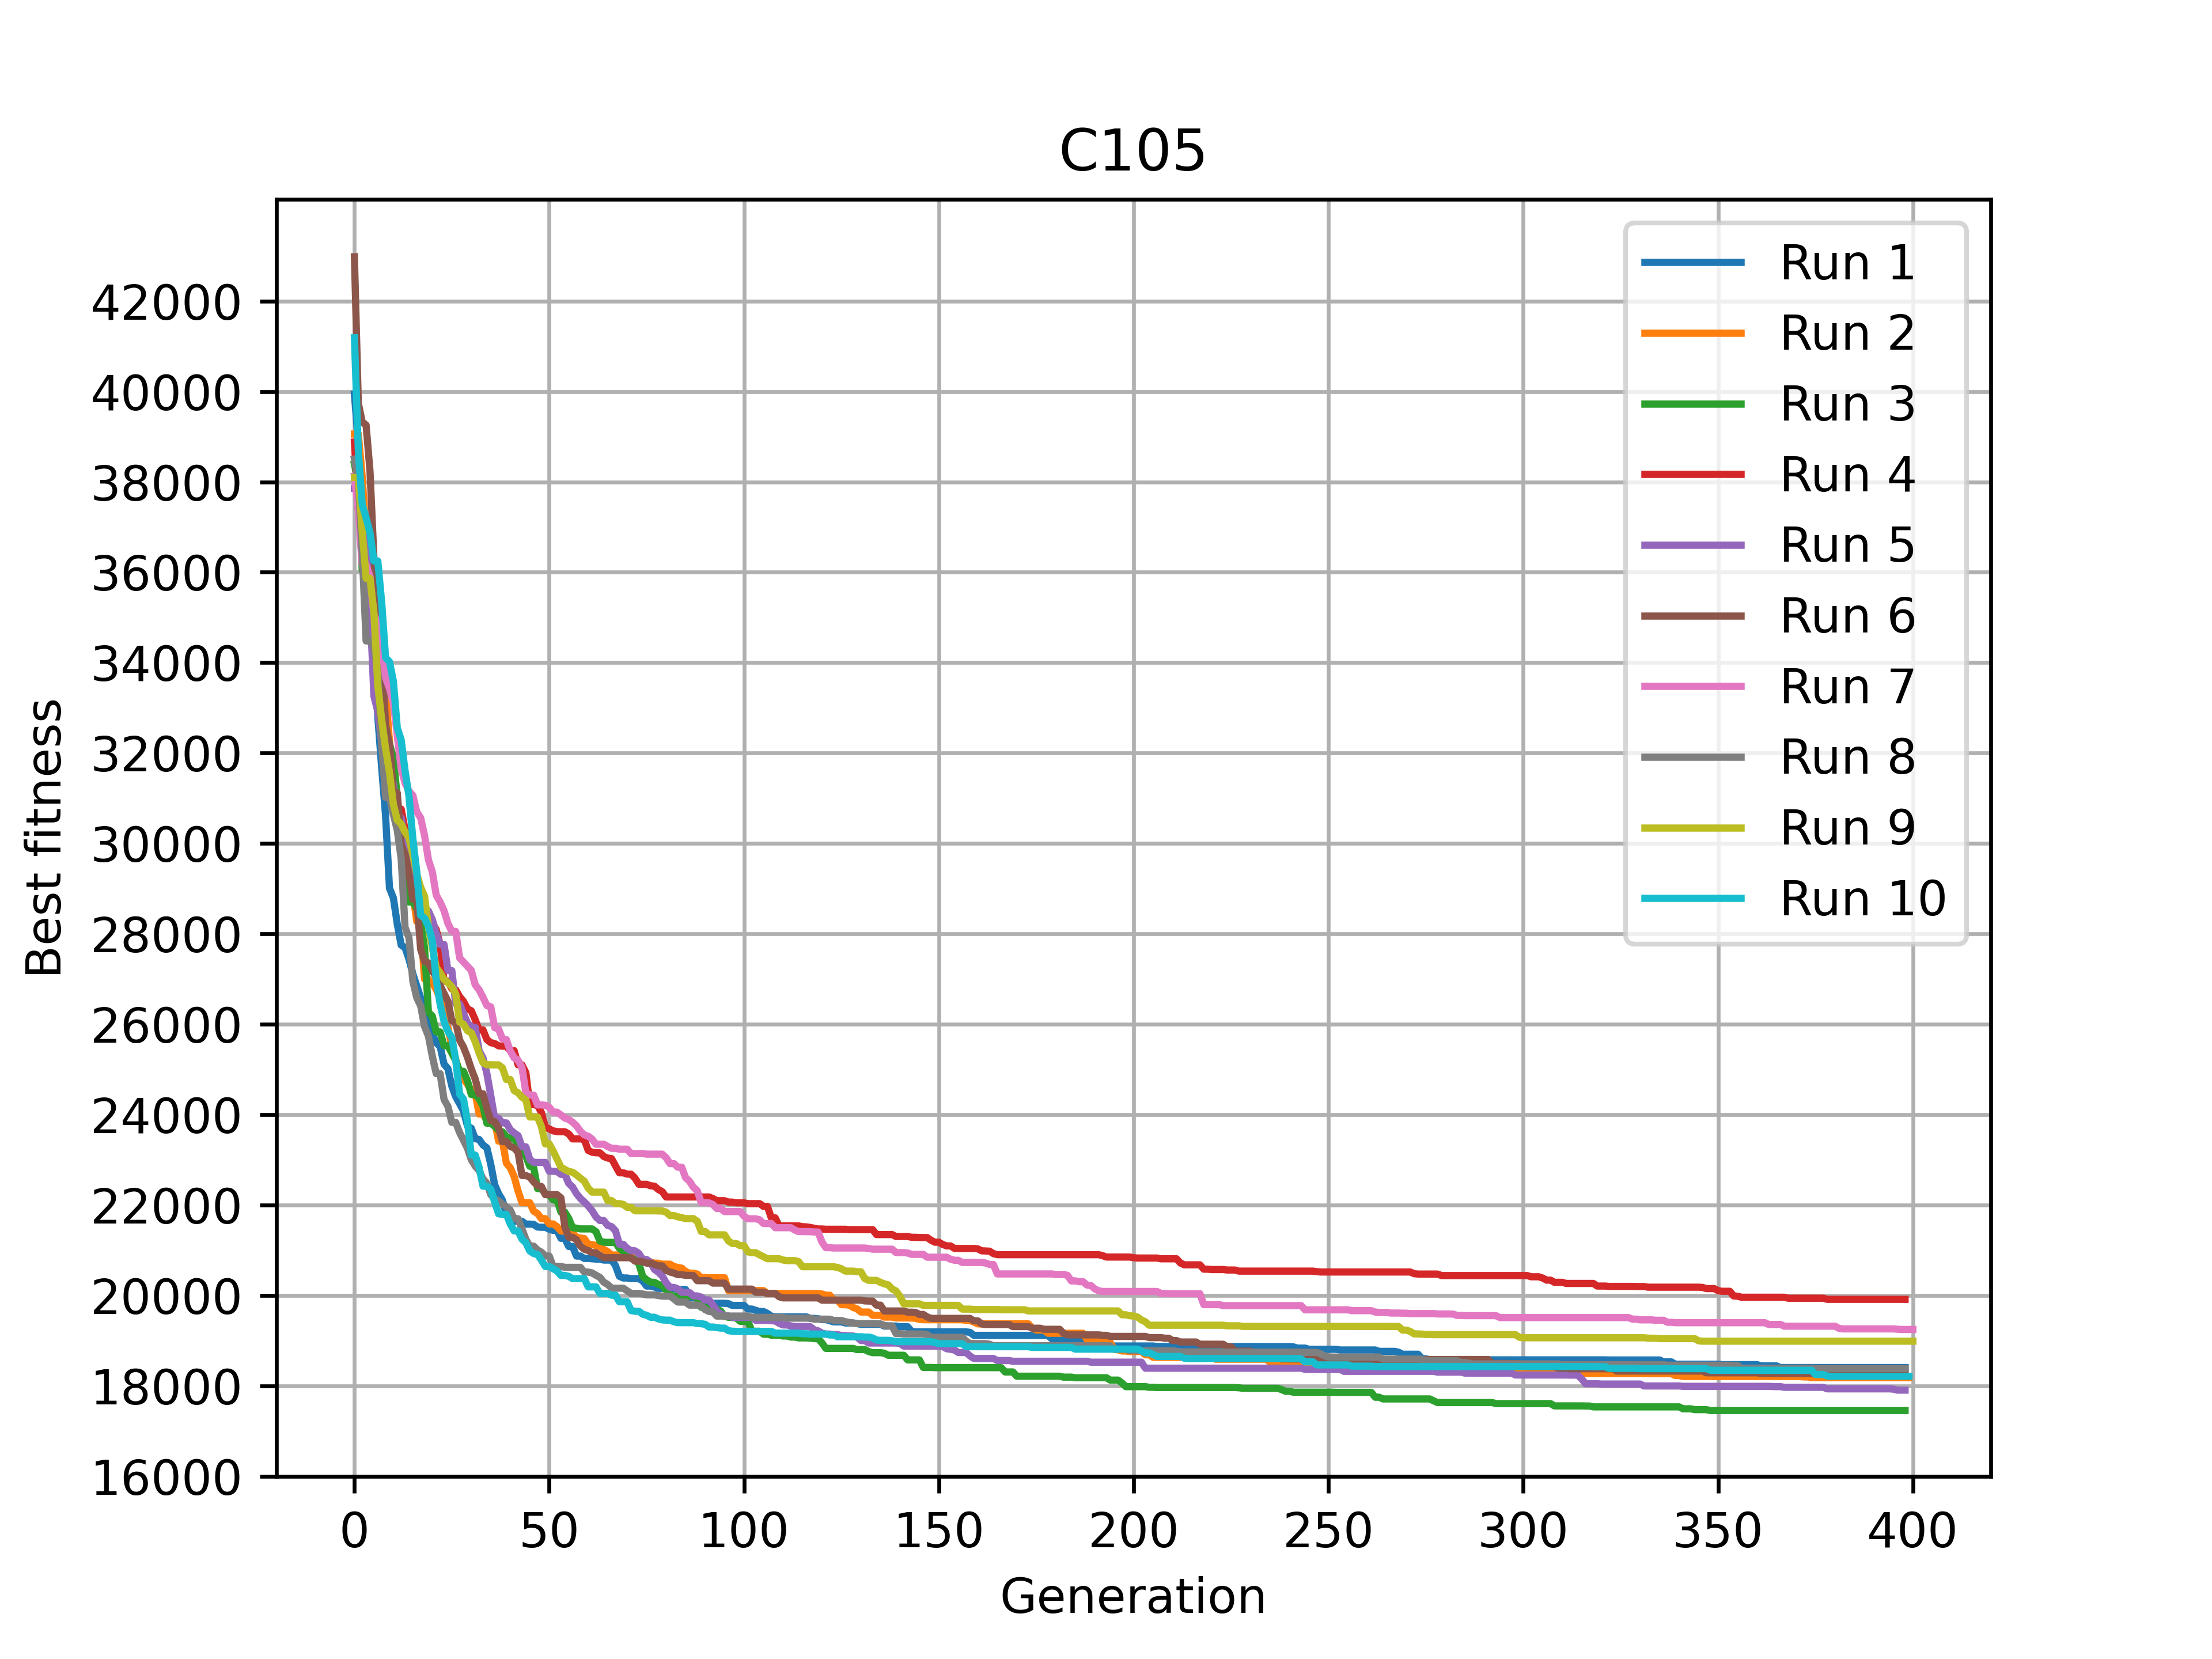 C105
42000
40000
38000
36000
34000
32000
30000
28000
26000
24000
22000
20000
18000
16000
Best fitness
Run 1
Run 2
Run 3
Run 4
Run 5
Run 6
Run 7
Run 8
Run 9
Run 10
0 50 100 150 200 250 300 350 400
Generation